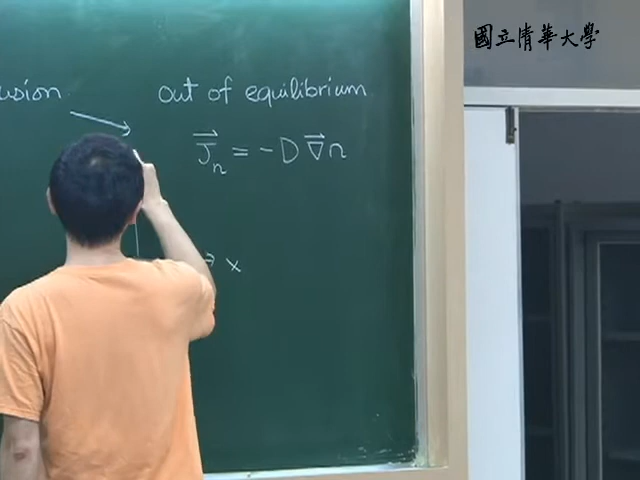 國立清華大學
usion
out of equilibrium
J⃗ₙ = -D ∇⃗n
x